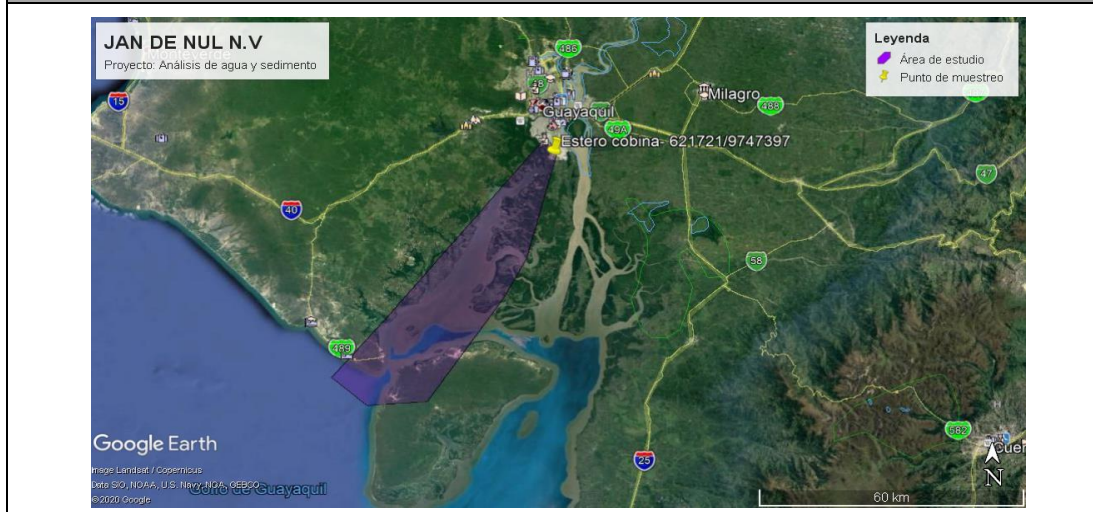 JAN DE NUL N.V
Proyecto: Análisis de agua y sedimento
Leyenda
Área de estudio
Punto de muestreo
486
15
Milagro
488
Guayaquil
49A
Estero cobina- 621721/9747397
47
40
58
489
582
25
Google Earth
Image Landsat / Copernicus
Data SIO, NOAA, U.S. Navy, NGA, GEBCO
©2020 Google
Golfo de Guayaquil
N
60 km